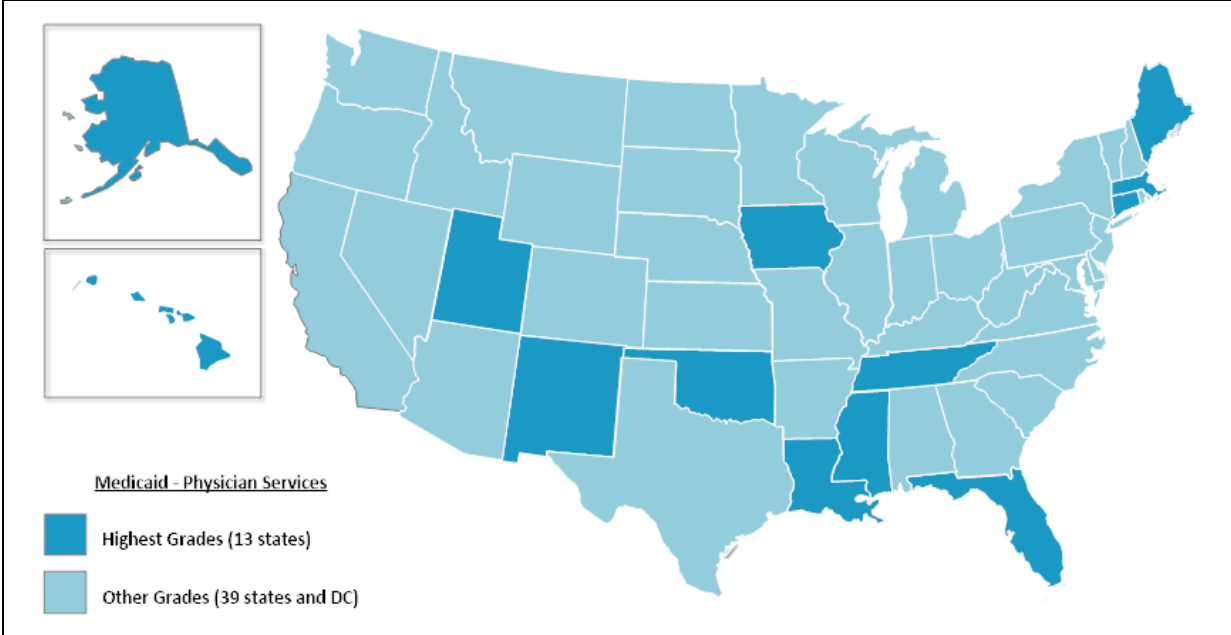 Medicaid - Physician Services
Highest Grades (13 states)
Other Grades (39 states and DC)